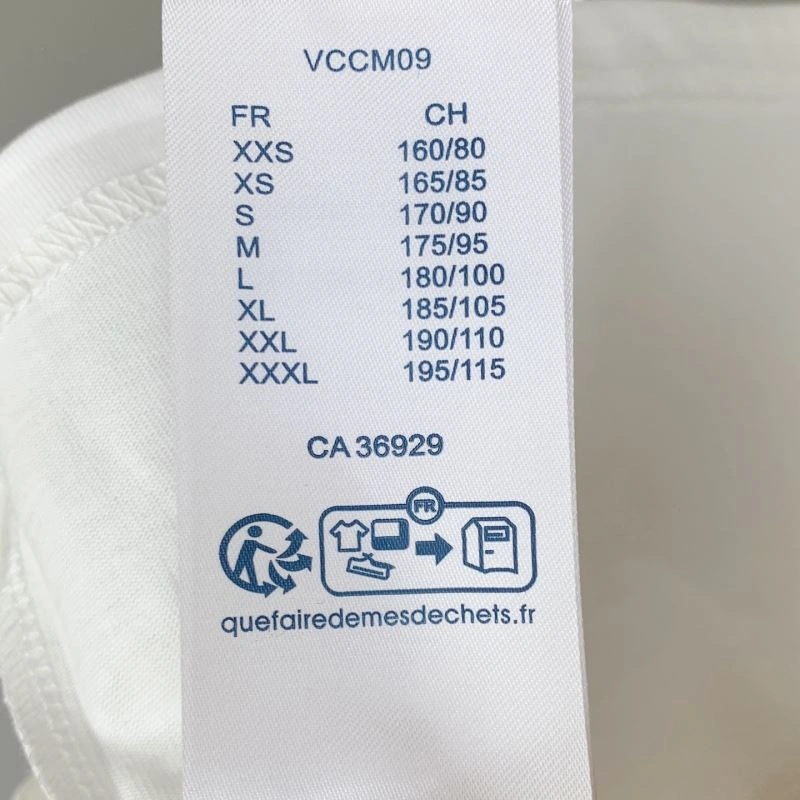 VCCM09
FR CH
XXS 160/80
XS 165/85
S 170/90
M 175/95
L 180/100
XL 185/105
XXL 190/110
XXXL 195/115
CA 36929
FR
quefairedemesdechets.fr